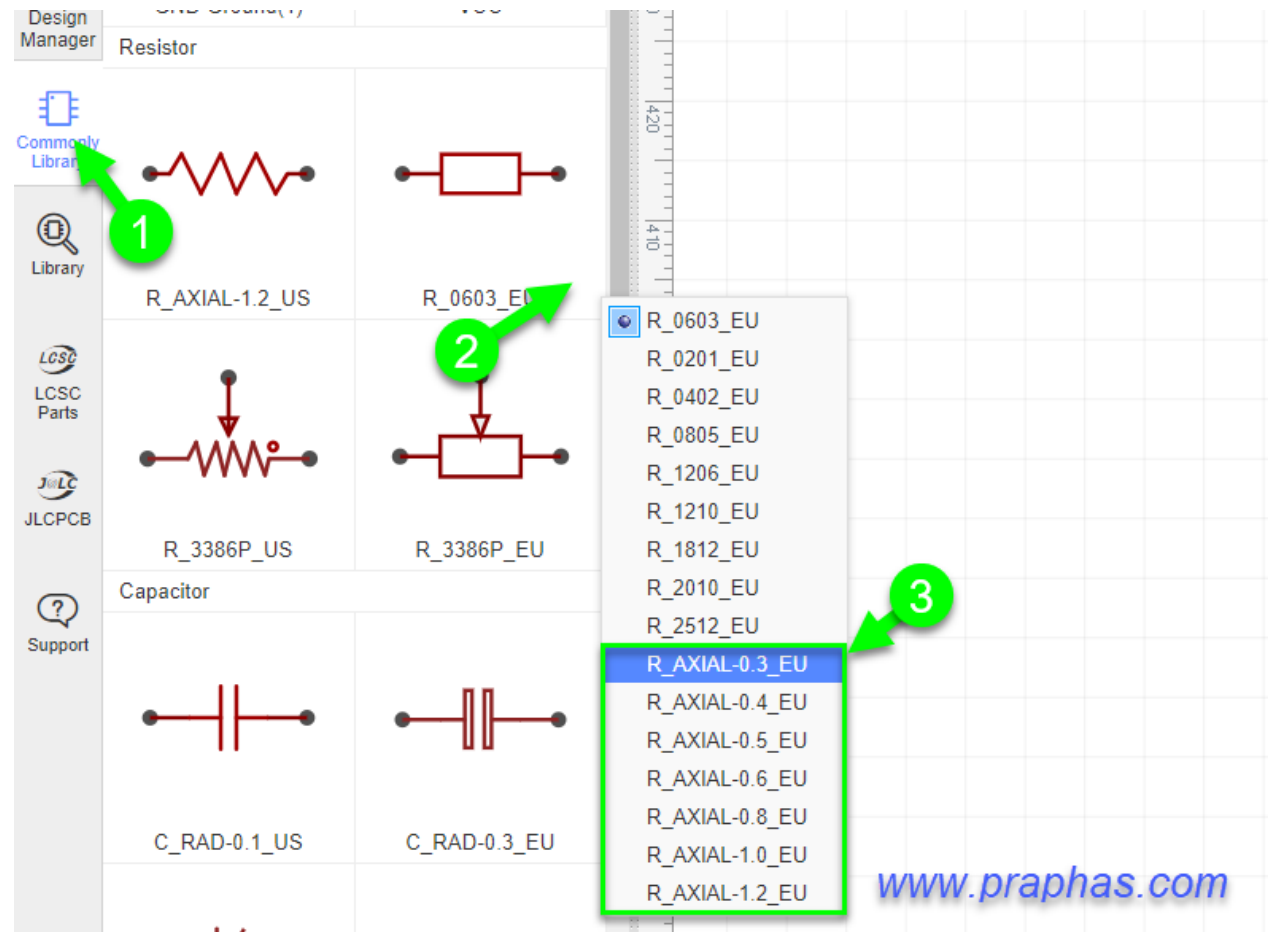 Design
Manager
Commonly
Library
Library
LCSC
LCSC
Parts
JLCPCB
Support
Resistor
R_AXIAL-1.2_US
R_0603_EU
R_3386P_US
R_3386P_EU
Capacitor
C_RAD-0.1_US
C_RAD-0.3_EU
1
2
3
420
410
R_0603_EU
R_0201_EU
R_0402_EU
R_0805_EU
R_1206_EU
R_1210_EU
R_1812_EU
R_2010_EU
R_2512_EU
R_AXIAL-0.3_EU
R_AXIAL-0.4_EU
R_AXIAL-0.5_EU
R_AXIAL-0.6_EU
R_AXIAL-0.8_EU
R_AXIAL-1.0_EU
R_AXIAL-1.2_EU
www.praphas.com